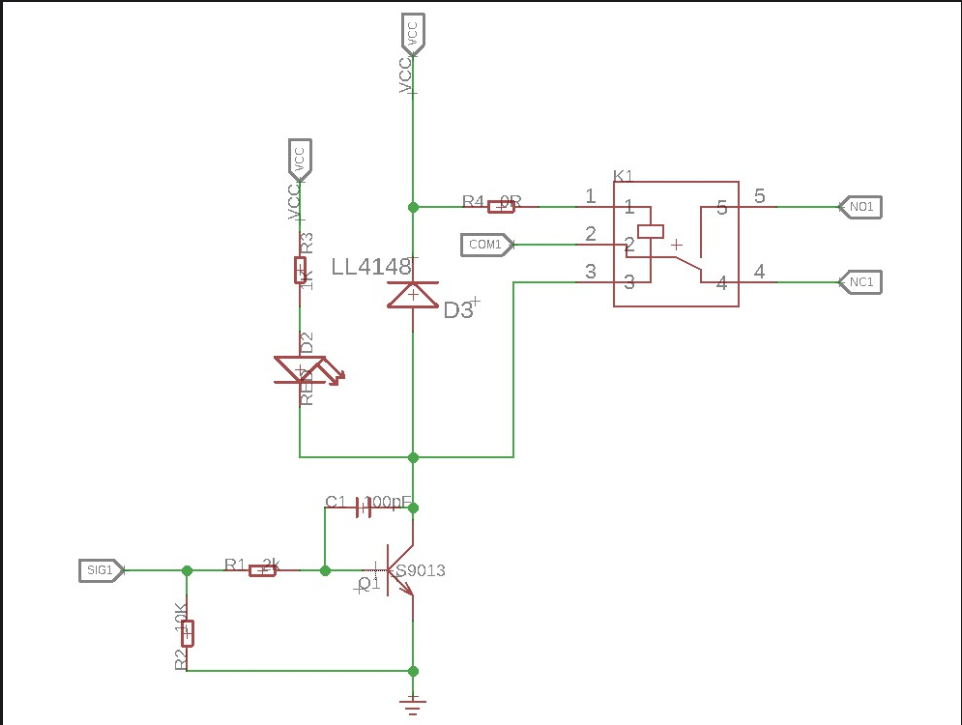 VCC
VCC
VCC
VCC
R3
1K
D2
RED
LL4148
D3
R4 0R
COM1
K1
1
2
3
1
2
3
5
4
5
4
NO1
NC1
C1 100pF
SIG1
R1 2k
Q1
S9013
R2 10K